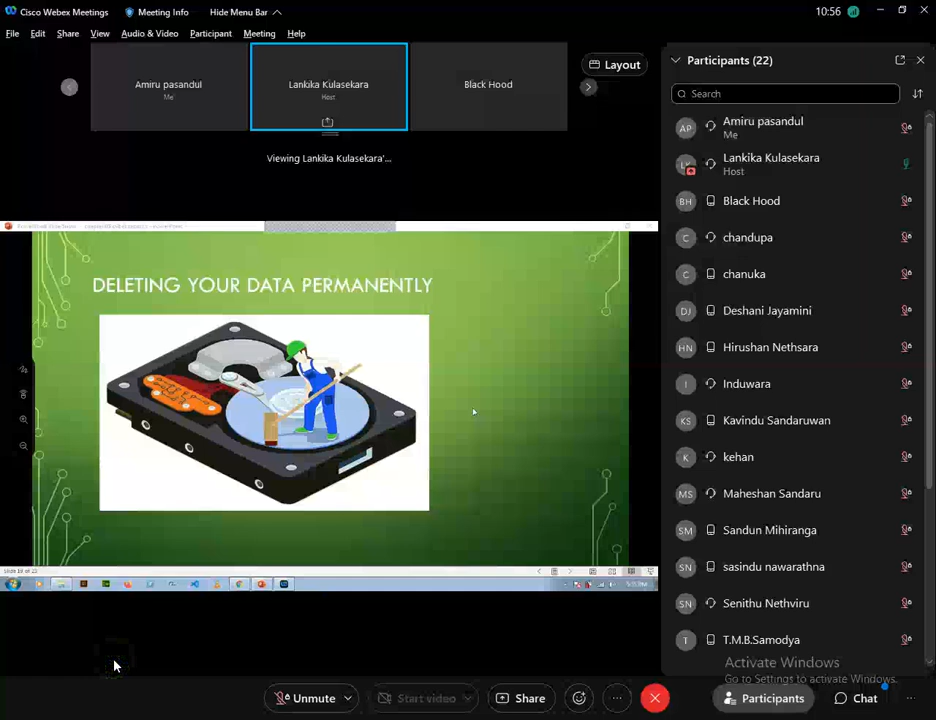 Cisco Webex Meetings
Meeting Info
Hide Menu Bar
10:56
File Edit Share View Audio & Video Participant Meeting Help
Amiru pasandul
Me
Lankika Kulasekara
Host
Black Hood
Layout
Viewing Lankika Kulasekara'...
DELETING YOUR DATA PERMANENTLY
Participants (22)
Search
AP
Amiru pasandul
Me
LK
Lankika Kulasekara
Host
BH
Black Hood
C
chandupa
C
chanuka
DJ
Deshani Jayamini
HN
Hirushan Nethsara
I
Induwara
KS
Kavindu Sandaruwan
K
kehan
MS
Maheshan Sandaru
SM
Sandun Mihiranga
SN
sasindu nawarathna
SN
Senithu Nethviru
T
T.M.B.Samodya
Activate Windows
Go to Settings to activate Windows.
Unmute
Start video
Share
Participants
Chat